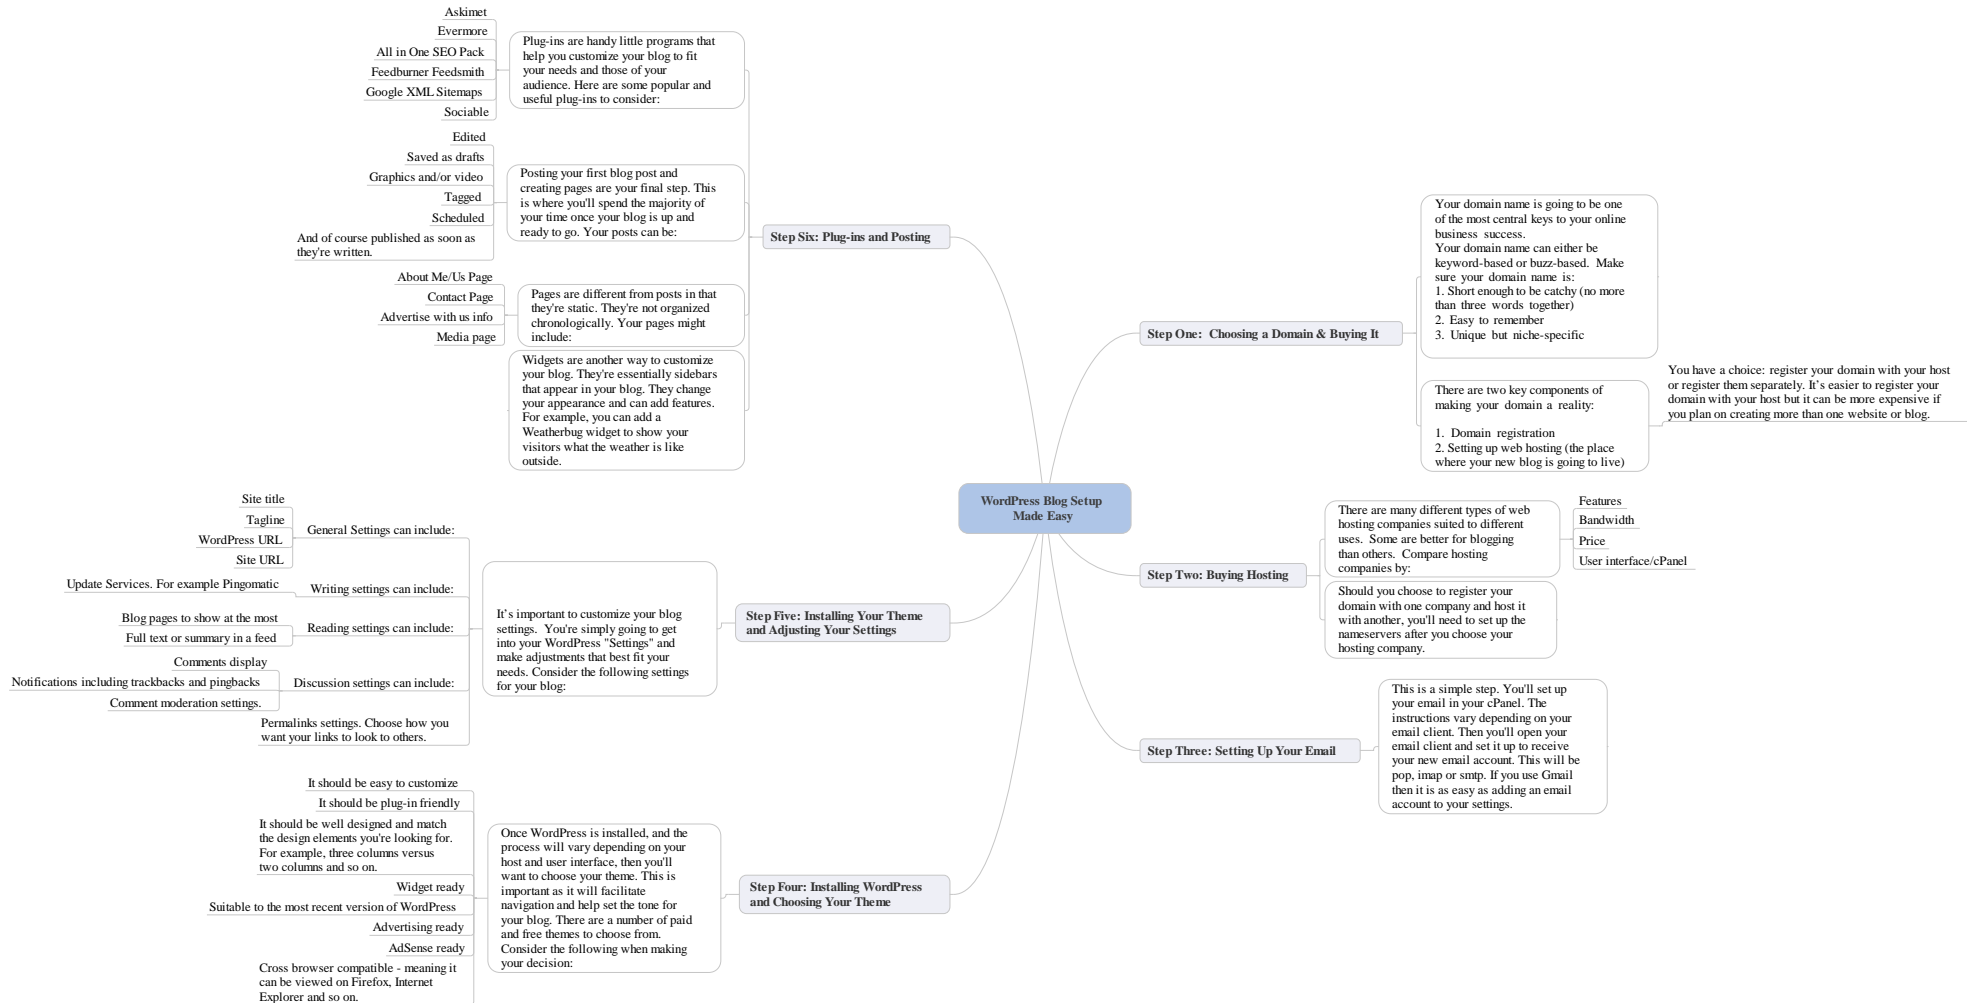 WordPress Blog Setup
Made Easy
Step One: Choosing a Domain & Buying It
Your domain name is going to be one
of the most central keys to your online
business success.
Your domain name can either be
keyword-based or buzz-based. Make
sure your domain name is:
1. Short enough to be catchy (no more
than three words together)
2. Easy to remember
3. Unique but niche-specific
There are two key components of
making your domain a reality:
1. Domain registration
2. Setting up web hosting (the place
where your new blog is going to live)
You have a choice: register your domain with your host
or register them separately. It's easier to register your
domain with your host but it can be more expensive if
you plan on creating more than one website or blog.
Step Two: Buying Hosting
There are many different types of web
hosting companies suited to different
uses. Some are better for blogging
than others. Compare hosting
companies by:
Features
Bandwidth
Price
User interface/cPanel
Should you choose to register your
domain with one company and host it
with another, you'll need to set up the
nameservers after you choose your
hosting company.
Step Three: Setting Up Your Email
This is a simple step. You'll set up
your email in your cPanel. The
instructions vary depending on your
email client. Then you'll open your
email client and set it up to receive
your new email account. This will be
pop, imap or smtp. If you use Gmail
then it is as easy as adding an email
account to your settings.
Step Four: Installing WordPress
and Choosing Your Theme
Once WordPress is installed, and the
process will vary depending on your
host and user interface, then you'll
want to choose your theme. This is
important as it will facilitate
navigation and help set the tone for
your blog. There are a number of paid
and free themes to choose from.
Consider the following when making
your decision:
It should be easy to customize
It should be plug-in friendly
It should be well designed and match
the design elements you're looking for.
For example, three columns versus
two columns and so on.
Widget ready
Suitable to the most recent version of WordPress
Advertising ready
AdSense ready
Cross browser compatible - meaning it
can be viewed on Firefox, Internet
Explorer and so on.
Step Five: Installing Your Theme
and Adjusting Your Settings
It's important to customize your blog
settings. You're simply going to get
into your WordPress "Settings" and
make adjustments that best fit your
needs. Consider the following settings
for your blog:
General Settings can include:
Site title
Tagline
WordPress URL
Site URL
Writing settings can include:
Update Services. For example Pingomatic
Reading settings can include:
Blog pages to show at the most
Full text or summary in a feed
Discussion settings can include:
Comments display
Notifications including trackbacks and pingbacks
Comment moderation settings.
Permalinks settings. Choose how you
want your links to look to others.
Step Six: Plug-ins and Posting
Plug-ins are handy little programs that
help you customize your blog to fit
your needs and those of your
audience. Here are some popular and
useful plug-ins to consider:
Askimet
Evermore
All in One SEO Pack
Feedburner Feedsmith
Google XML Sitemaps
Sociable
Posting your first blog post and
creating pages are your final step. This
is where you'll spend the majority of
your time once your blog is up and
ready to go. Your posts can be:
Edited
Saved as drafts
Graphics and/or video
Tagged
Scheduled
And of course published as soon as
they're written.
Pages are different from posts in that
they're static. They're not organized
chronologically. Your pages might
include:
About Me/Us Page
Contact Page
Advertise with us info
Media page
Widgets are another way to customize
your blog. They're essentially sidebars
that appear in your blog. They change
your appearance and can add features.
For example, you can add a
Weatherbug widget to show your
visitors what the weather is like
outside.